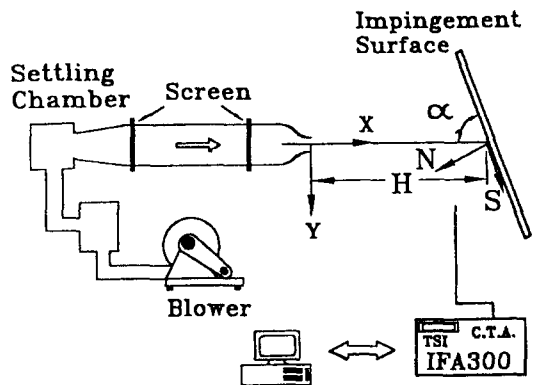 Impingement
Surface
Settling
Chamber
Screen
α
X
N
H
S
Y
Blower
TSI
C.T.A.
IFA300